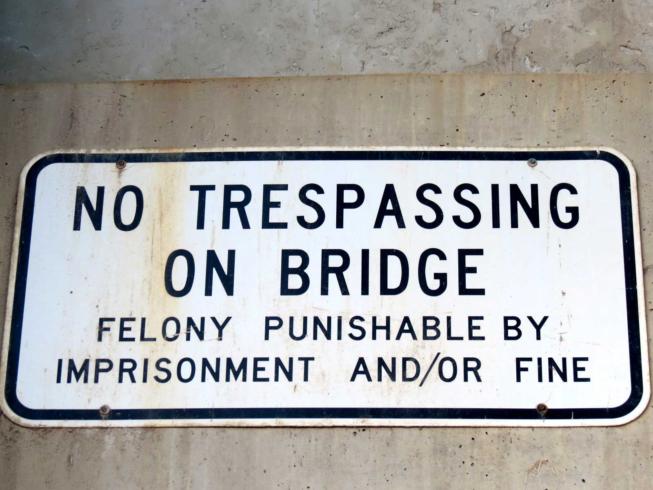 NO TRESPASSING
ON BRIDGE
FELONY PUNISHABLE BY
IMPRISONMENT AND/OR FINE